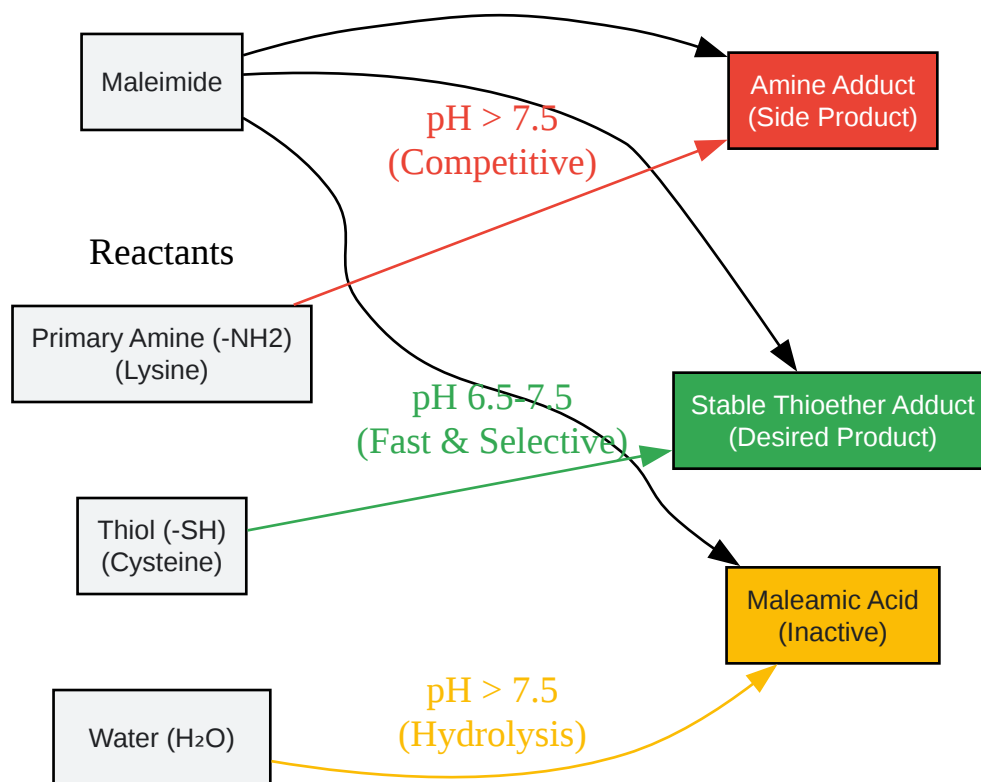 Maleimide
Amine Adduct
(Side Product)
pH > 7.5
(Competitive)
Reactants
Primary Amine (-NH2)
(Lysine)
pH 6.5-7.5
(Fast & Selective)
Stable Thioether Adduct
(Desired Product)
Thiol (-SH)
(Cysteine)
Maleamic Acid
(Inactive)
pH > 7.5
(Hydrolysis)
Water (H₂O)